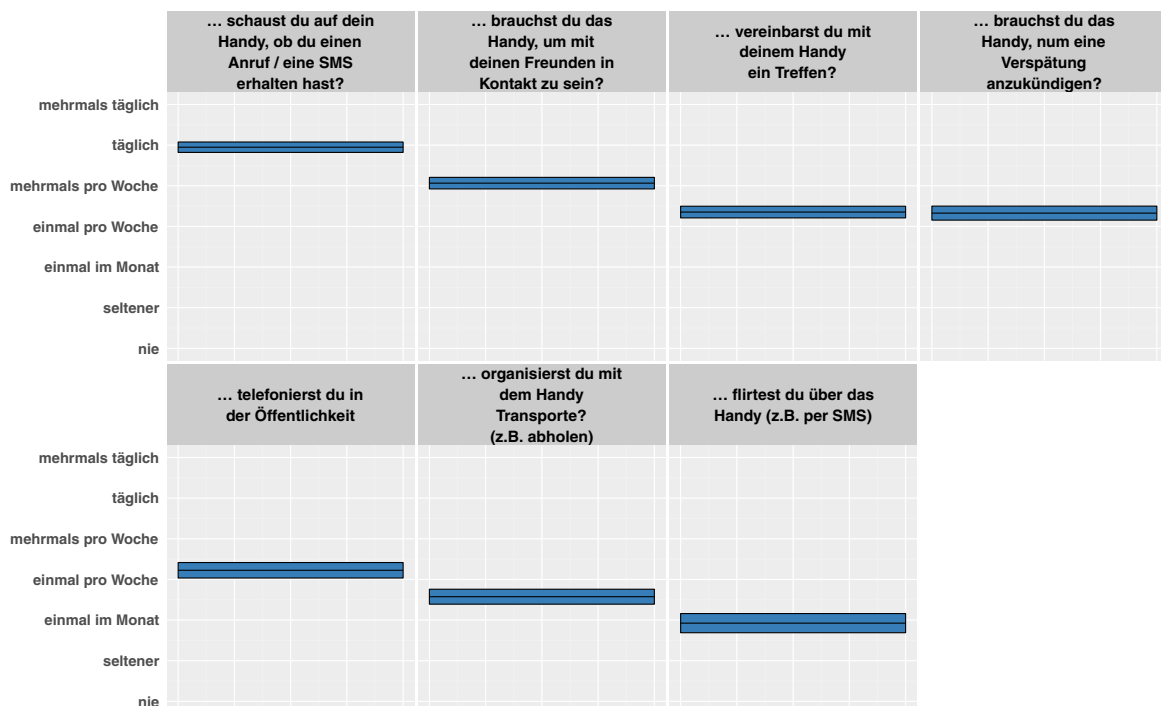 … schaust du auf dein
Handy, ob du einen
Anruf / eine SMS
erhalten hast?
… brauchst du das
Handy, um mit
deinen Freunden in
Kontakt zu sein?
… vereinbarst du mit
deinem Handy
ein Treffen?
… brauchst du das
Handy, num eine
Verspätung
anzukündigen?
mehrmals täglich
täglich
mehrmals pro Woche
einmal pro Woche
einmal im Monat
seltener
nie
… telefonierst du in
der Öffentlichkeit
… organisierst du mit
dem Handy
Transporte?
(z.B. abholen)
… flirtest du über das
Handy (z.B. per SMS)
mehrmals täglich
täglich
mehrmals pro Woche
einmal pro Woche
einmal im Monat
seltener
nie